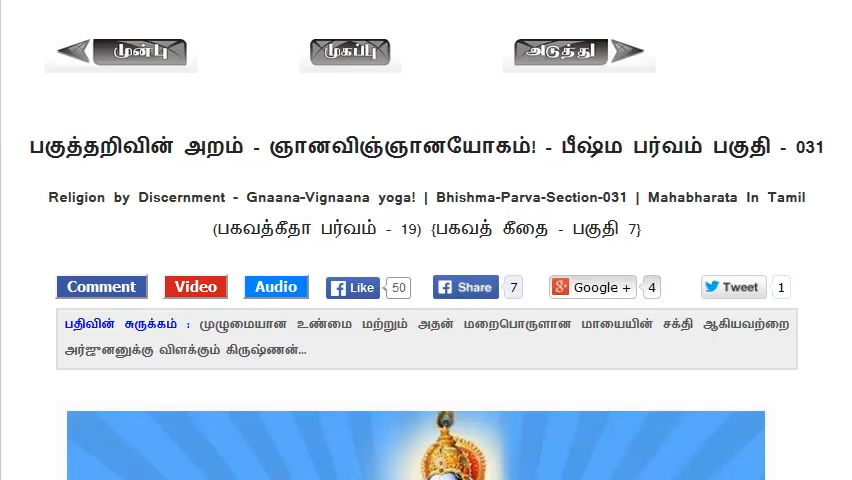 முன்பு முகப்பு அடுத்து
பகுத்தறிவின் அறம் - ஞானவிஞ்ஞானயோகம்! - பீஷ்ம பர்வம் பகுதி - 031
Religion by Discernment - Gnaana-Vignaana yoga! | Bhishma-Parva-Section-031 | Mahabharata In Tamil
(பகவத்கீதா பர்வம் - 19) {பகவத் கீதை - பகுதி 7}
Comment Video Audio Like 50 Share 7 Google + 4 Tweet 1
பதிவின் சுருக்கம் : முழுமையான உண்மை மற்றும் அதன் மறைபொருளான மாயையின் சக்தி ஆகியவற்றை
அர்ஜுனனுக்கு விளக்கும் கிருஷ்ணன்...